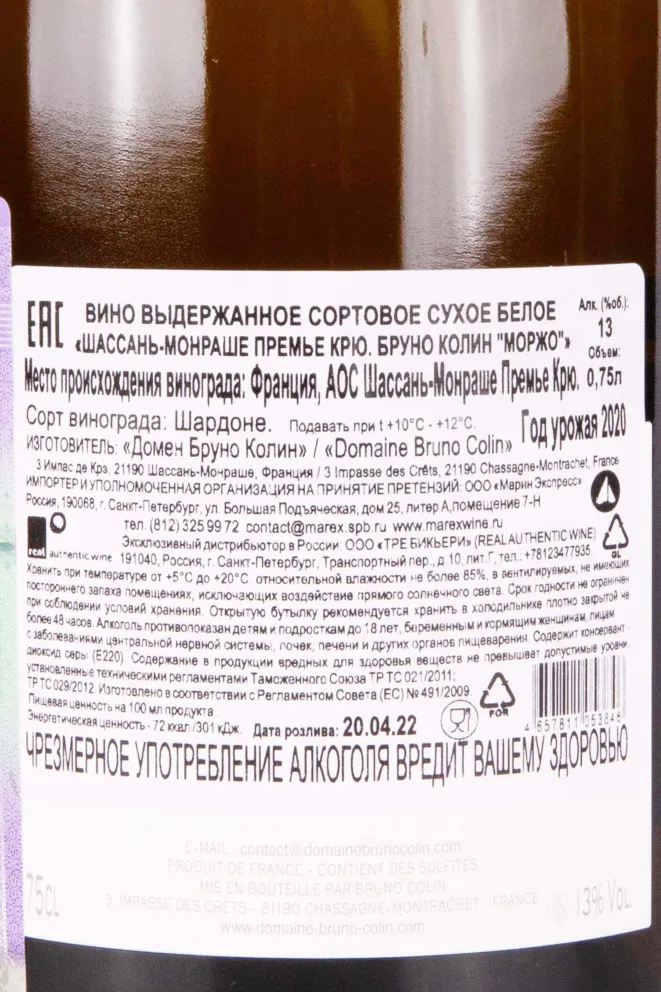 EAC
ВИНО ВЫДЕРЖАННОЕ СОРТОВОЕ СУХОЕ БЕЛОЕ
«ШАССАНЬ-МОНРАШЕ ПРЕМЬЕ КРЮ. БРУНО КОЛИН "МОРЖО"»
Алк. (%об.):
13
Объем:
0,75л
Место происхождения винограда: Франция, АОС Шассань-Монраше Премье Крю.
Сорт винограда: Шардоне. Подавать при t +10°C - +12°C. Год урожая 2020
ИЗГОТОВИТЕЛЬ: «Домен Бруно Колин» / «Domaine Bruno Colin»
3 Импас де Крэ, 21190 Шассань-Монраше, Франция / 3 Impasse des Crêts, 21190 Chassagne-Montrachet, France
ИМПОРТЕР И УПОЛНОМОЧЕННАЯ ОРГАНИЗАЦИЯ НА ПРИНЯТИЕ ПРЕТЕНЗИЙ: ООО «Марин Экспресс»
Россия, 190068, г. Санкт-Петербург, ул. Большая Подъяческая, дом 25, литер А,помещение 7-Н
тел. (812) 325 99 72 contact@marex.spb.ru www.marexwine.ru
Эксклюзивный дистрибьютор в России: ООО «ТРЕ БИКЬЕРИ» (REAL AUTHENTIC WINE)
real authentic wine 191040, Россия, г. Санкт-Петербург, Транспортный пер., д. 10, лит.Г, тел.: +78123477935
GL
Хранить при температуре от +5°С до +20°С, относительной влажности не более 85%, в вентилируемых, не имеющих
постороннего запаха помещениях, исключающих воздействие прямого солнечного света. Срок годности не ограничен
при соблюдении условий хранения. Открытую бутылку рекомендуется хранить в холодильнике плотно закрытой не
более 48 часов. Алкоголь противопоказан детям и подросткам до 18 лет, беременным и кормящим женщинам, лицам
с заболеваниями центральной нервной системы, почек, печени и других органов пищеварения. Содержит консервант -
диоксид серы (Е220). Содержание в продукции вредных для здоровья веществ не превышает допустимые уровни,
установленные техническими регламентами Таможенного Союза ТР ТС 021/2011;
ТР ТС 029/2012. Изготовлено в соответствии с Регламентом Совета (ЕС) № 491/2009.
Пищевая ценность на 100 мл продукта :
Энергетическая ценность - 72 ккал /301 кДж. Дата розлива: 20.04.22
FOR
4 657811 053846
ЧРЕЗМЕРНОЕ УПОТРЕБЛЕНИЕ АЛКОГОЛЯ ВРЕДИТ ВАШЕМУ ЗДОРОВЬЮ
E-MAIL : contact@domainebrunocolin.com
PRODUIT DE FRANCE - CONTIENT DES SULFITES
MIS EN BOUTEILLE PAR BRUNO COLIN
75CL 3, IMPASSE DES CRÊTS - 21190 CHASSAGNE-MONTRACHET - FRANCE 13% VOL.
www.domaine-bruno-colin.com